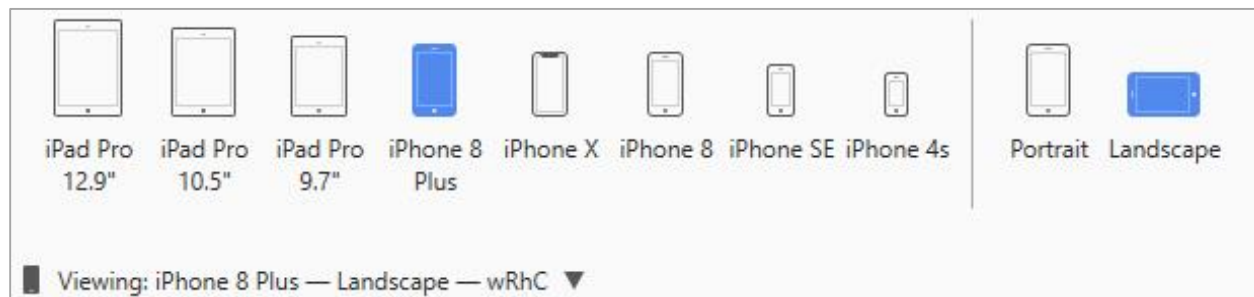 iPad Pro 12.9"
iPad Pro 10.5"
iPad Pro 9.7"
iPhone 8 Plus
iPhone X
iPhone 8
iPhone SE
iPhone 4s
Portrait
Landscape
Viewing: iPhone 8 Plus — Landscape — wRhC ▼